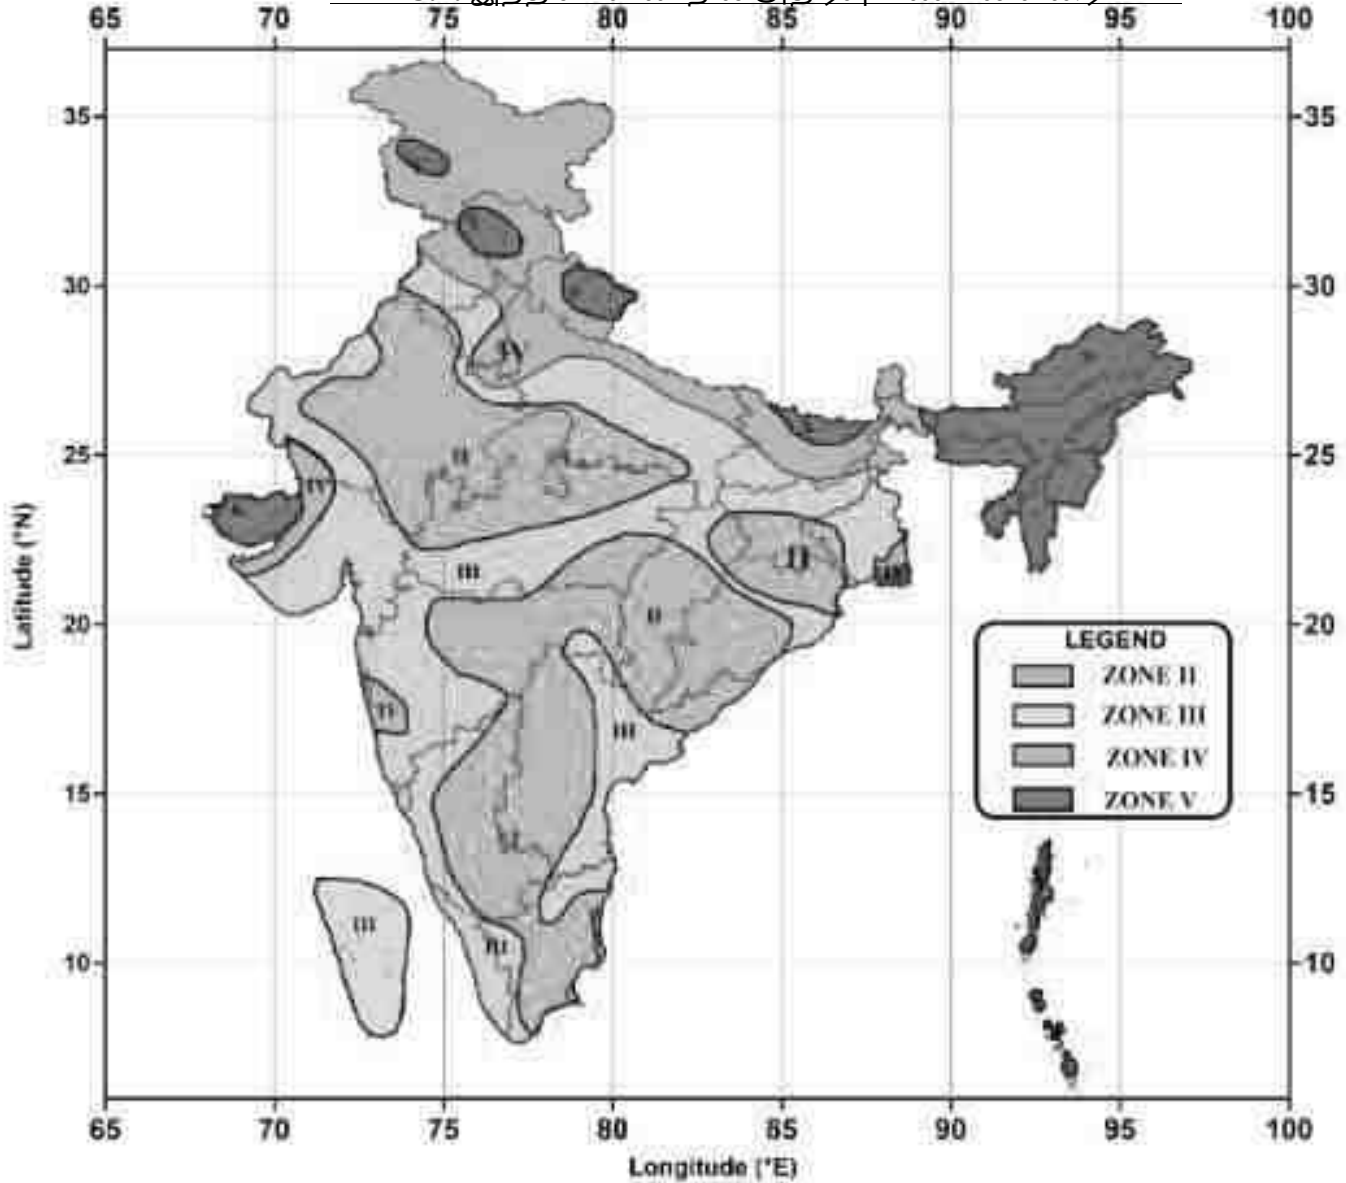 65 70 75 80 85 90 95 100
35 35
30 30
IV
II
25 25
IV
II
III
Latitude (°N)
II
20 20
LEGEND
ZONE II
ZONE III
ZONE IV
ZONE V
III
15 15
III
III
10 10
65 70 75 80 85 90 95 100
Longitude (°E)